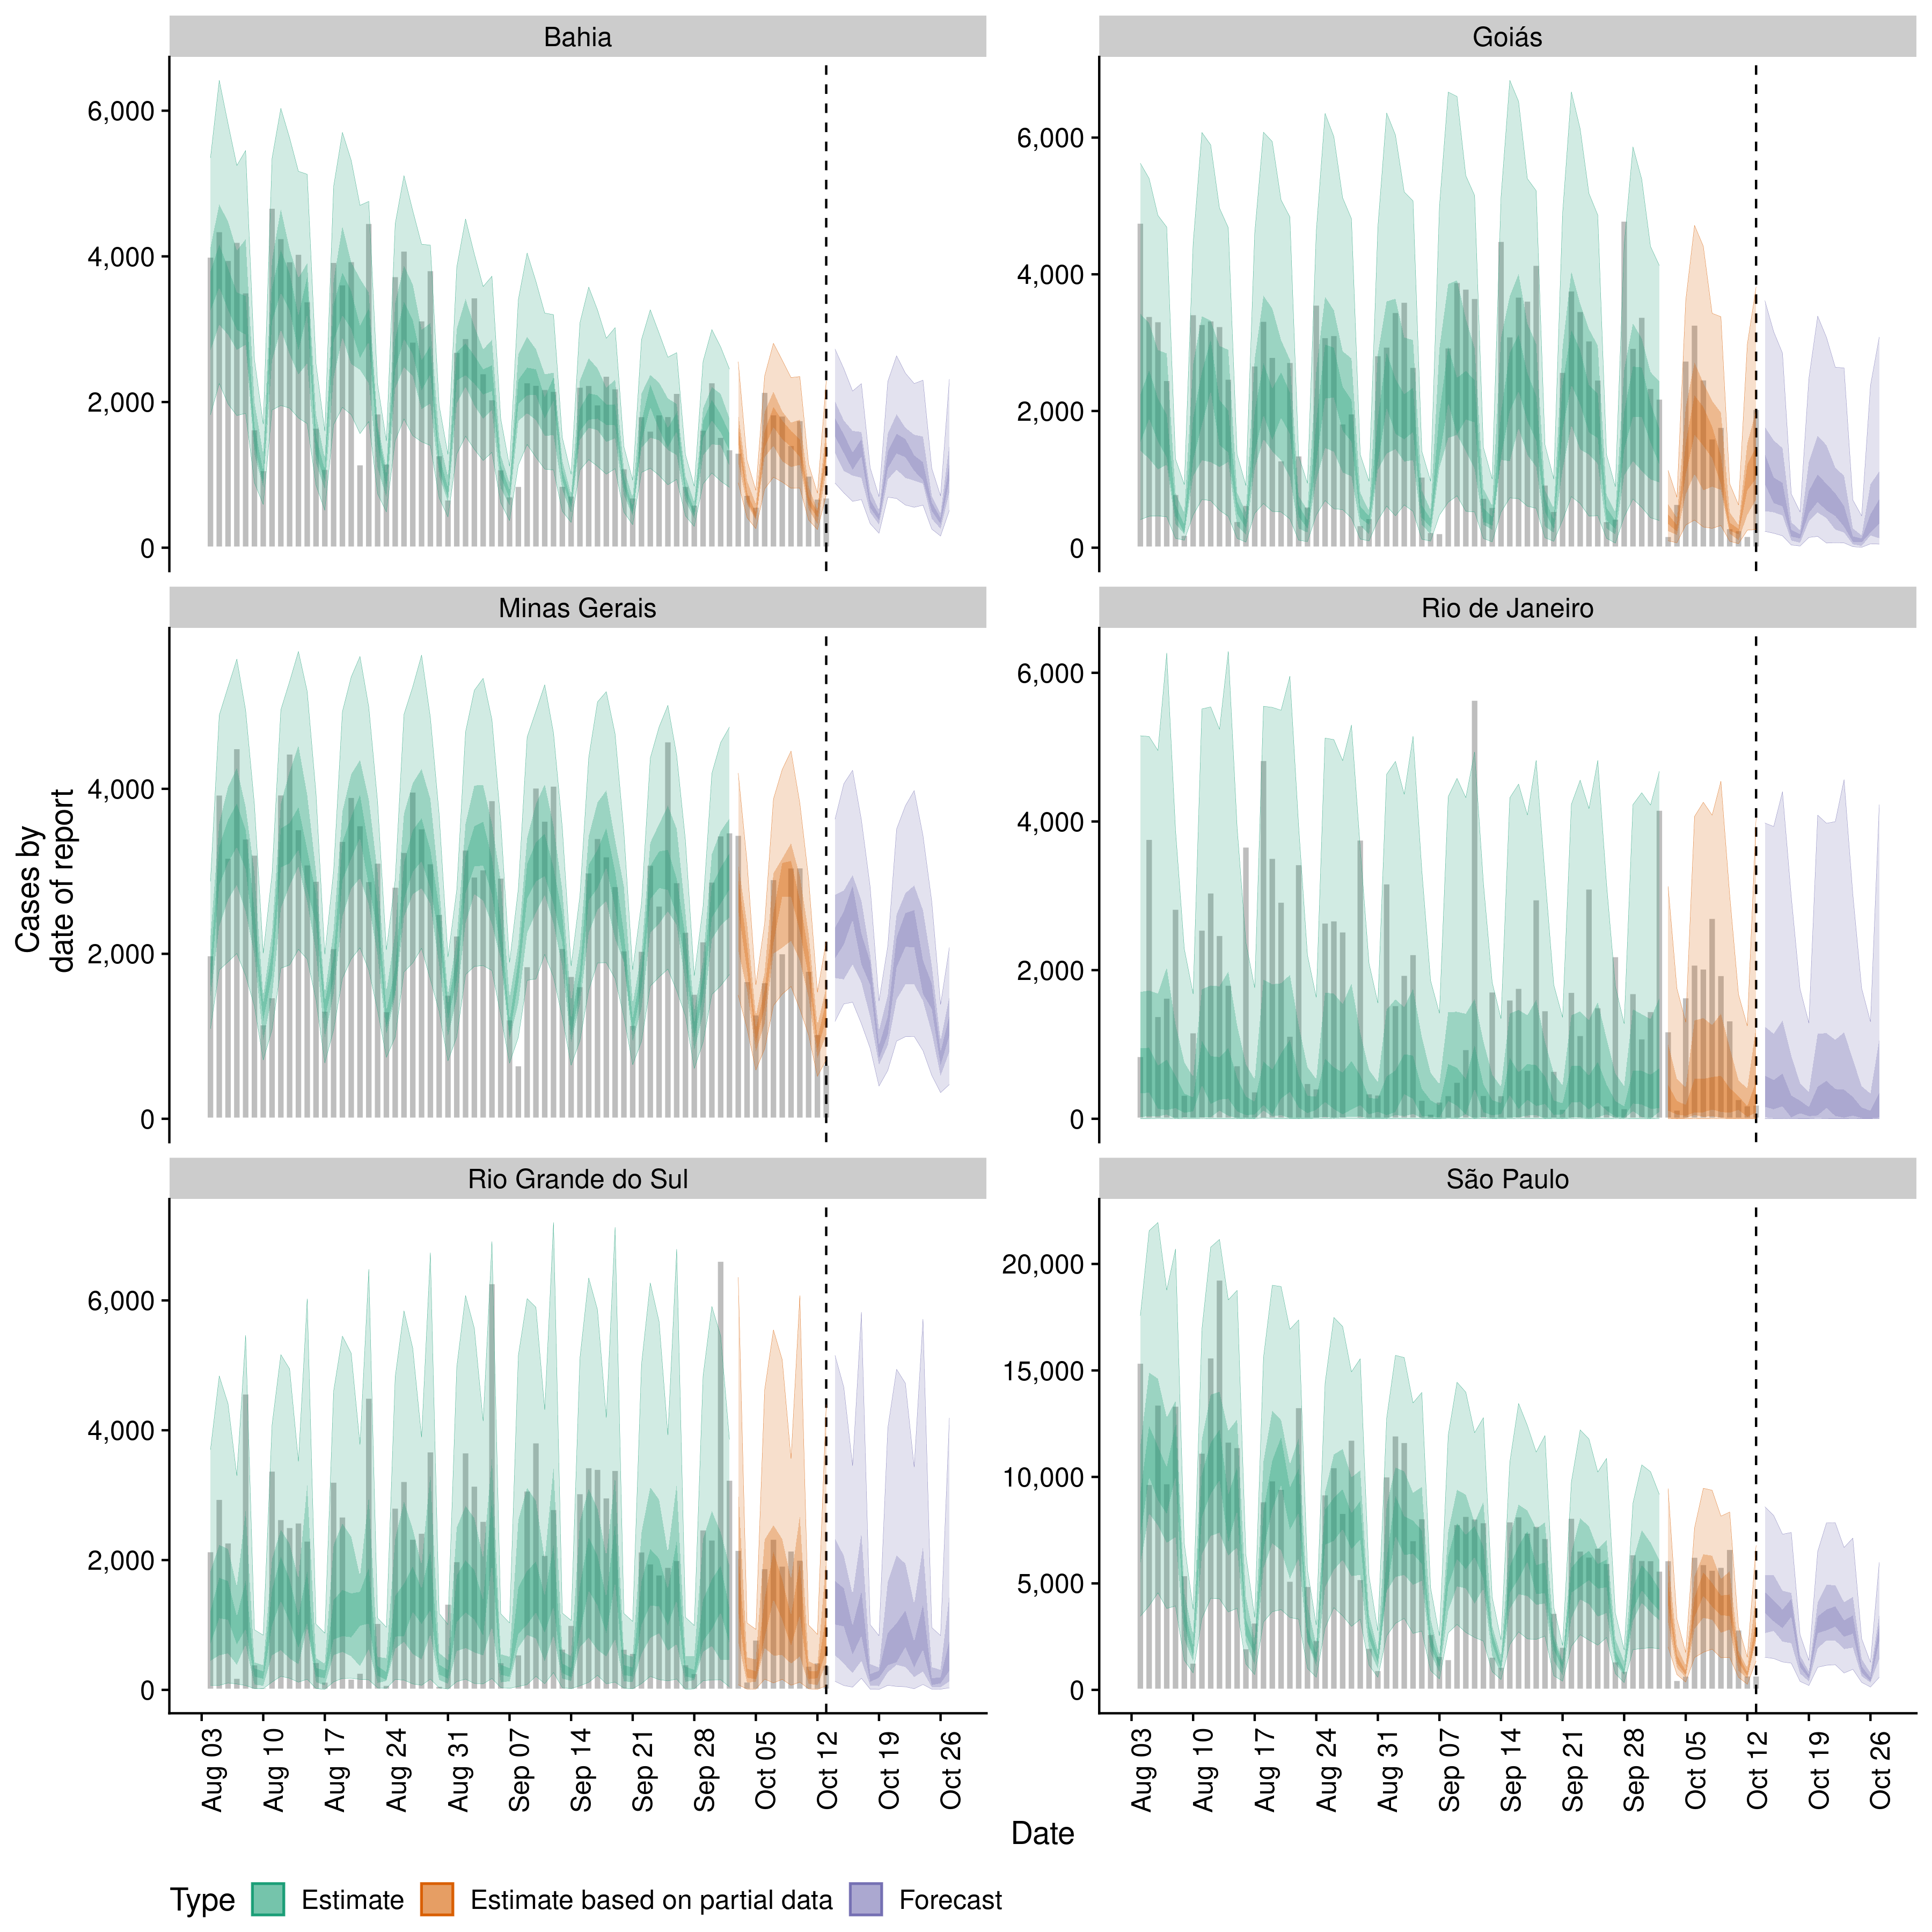 Bahia
Goiás
6,000
4,000
2,000
0
6,000
4,000
2,000
0
Minas Gerais
Rio de Janeiro
4,000
2,000
0
6,000
4,000
2,000
0
Cases by
date of report
Rio Grande do Sul
São Paulo
6,000
4,000
2,000
0
20,000
15,000
10,000
5,000
0
Aug 03
Aug 10
Aug 17
Aug 24
Aug 31
Sep 07
Sep 14
Sep 21
Sep 28
Oct 05
Oct 12
Oct 19
Oct 26
Aug 03
Aug 10
Aug 17
Aug 24
Aug 31
Sep 07
Sep 14
Sep 21
Sep 28
Oct 05
Oct 12
Oct 19
Oct 26
Date
Type Estimate Estimate based on partial data Forecast